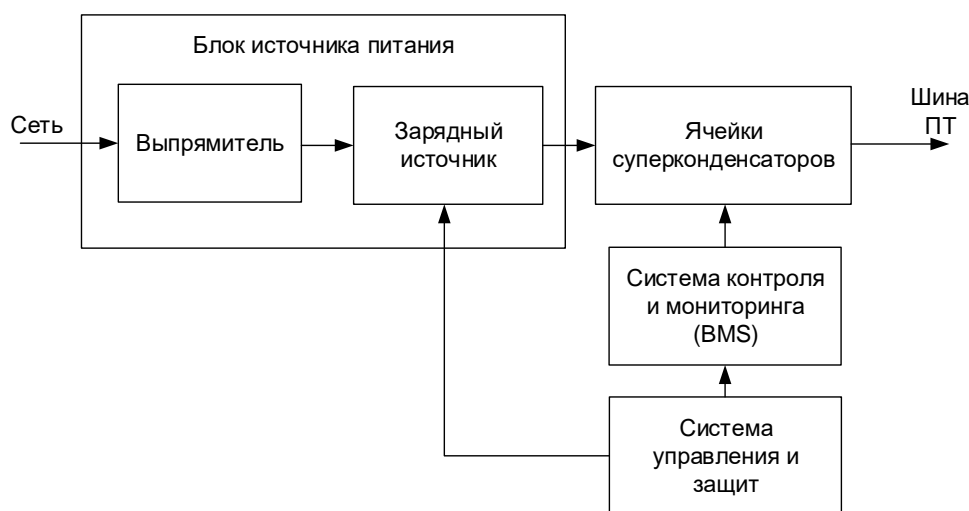 Блок источника питания
Сеть
Выпрямитель
Зарядный
источник
Ячейки
суперконденсаторов
Шина
ПТ
Система контроля
и мониторинга
(BMS)
Система
управления и
защит